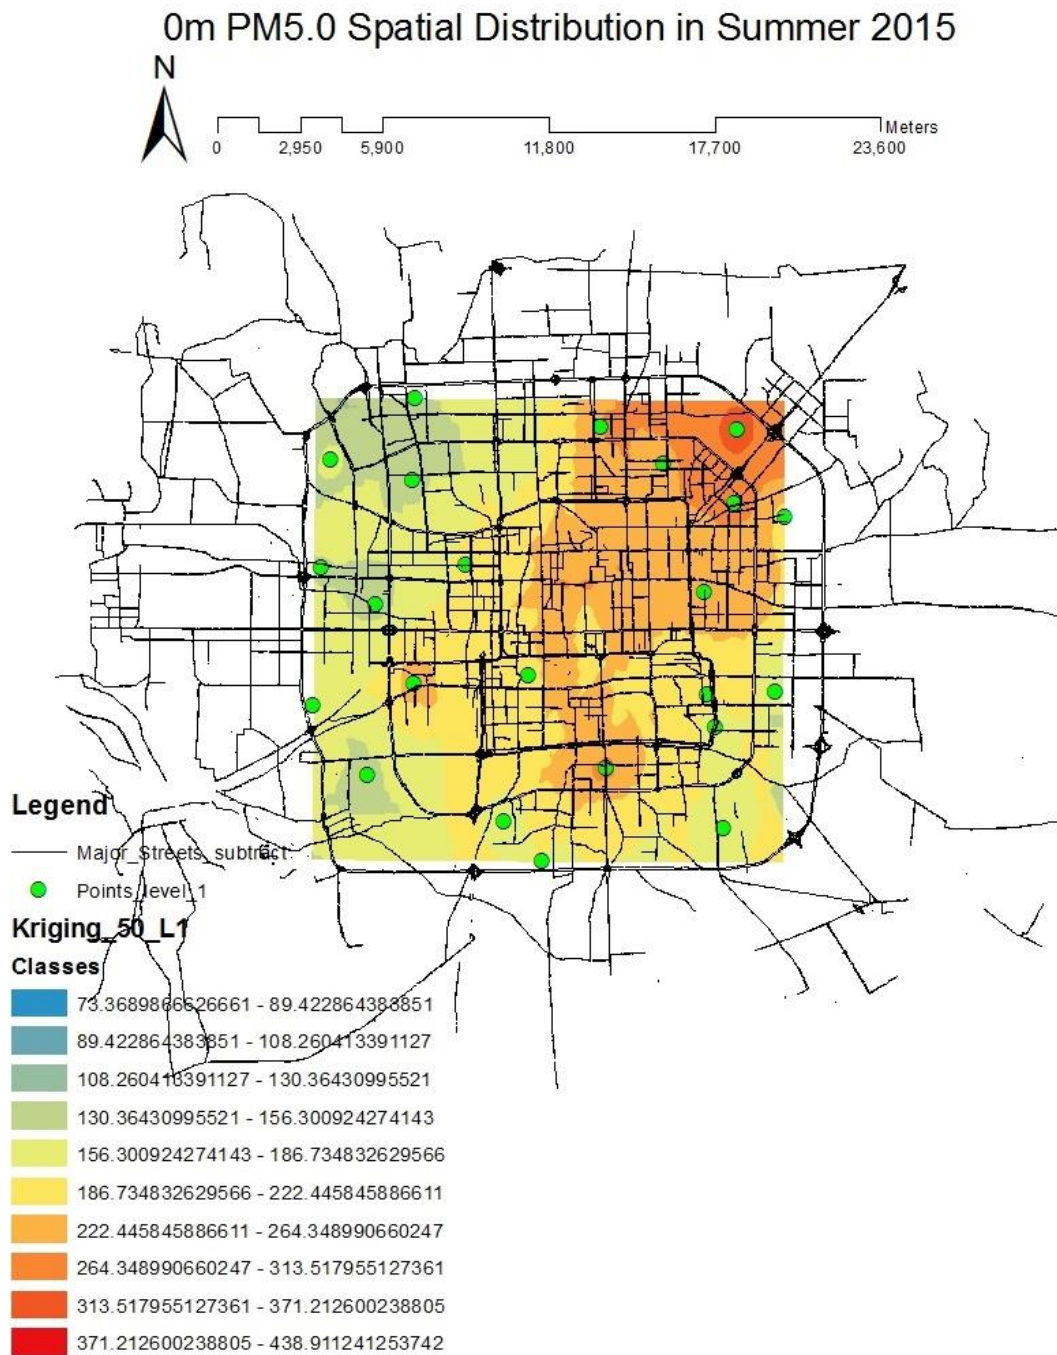 0m PM5.0 Spatial Distribution in Summer 2015
N
Meters
0 2,950 5,900 11,800 17,700 23,600
Legend
Major_Streets_subtract
Points_level_1
Kriging_50_L1
Classes
73.3689866626661 - 89.422864383851
89.422864383851 - 108.260413391127
108.260413391127 - 130.36430995521
130.36430995521 - 156.300924274143
156.300924274143 - 186.734832629566
186.734832629566 - 222.445845886611
222.445845886611 - 264.348990660247
264.348990660247 - 313.517955127361
313.517955127361 - 371.212600238805
371.212600238805 - 438.911241253742